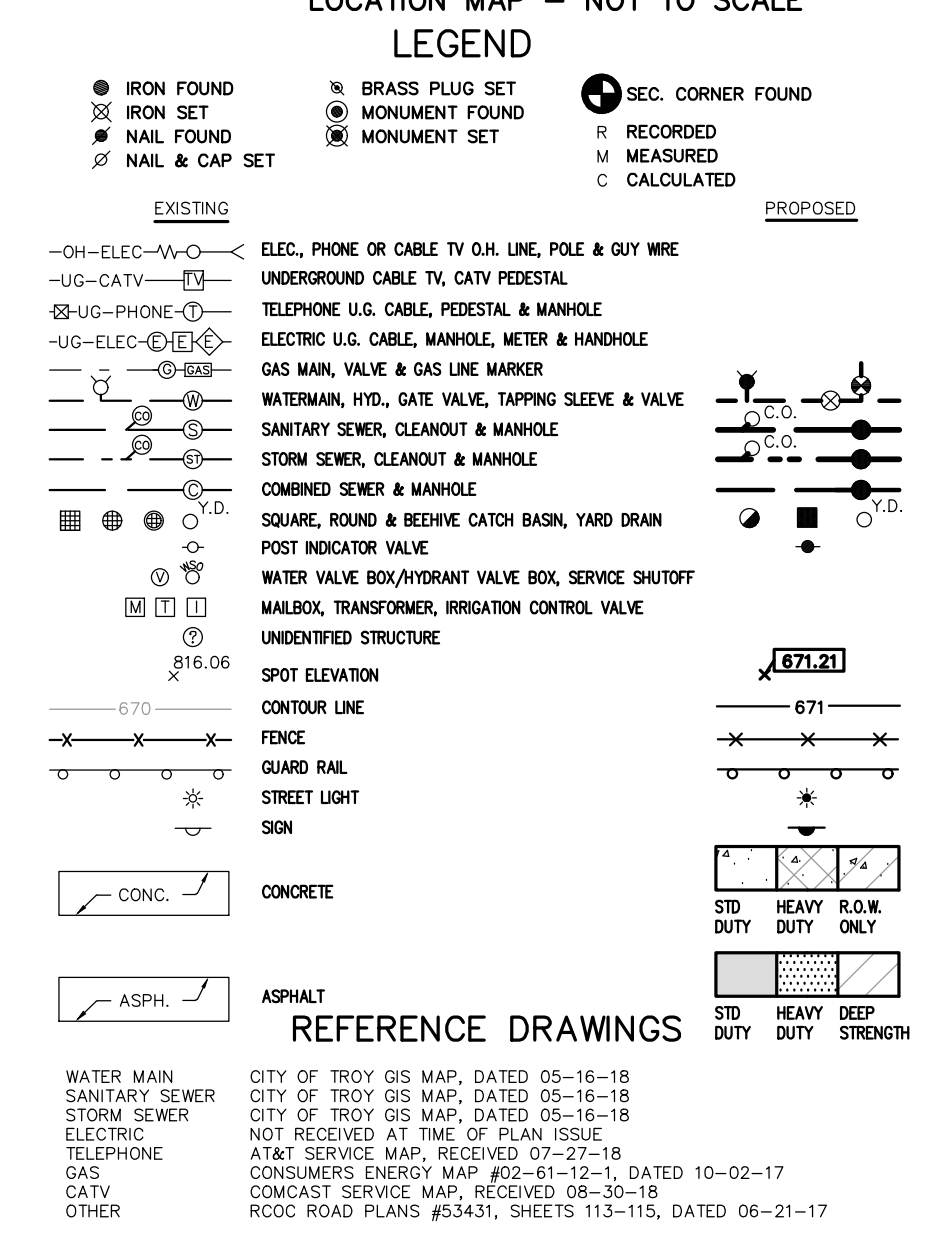 LOCATION MAP – NOT TO SCALE
LEGEND
IRON FOUND
IRON SET
NAIL FOUND
NAIL & CAP SET
BRASS PLUG SET
MONUMENT FOUND
MONUMENT SET
SEC. CORNER FOUND
R RECORDED
M MEASURED
C CALCULATED
EXISTING PROPOSED
–OH–ELEC– ELEC., PHONE OR CABLE TV O.H. LINE, POLE & GUY WIRE
–UG–CATV– TV UNDERGROUND CABLE TV, CATV PEDESTAL
–UG–PHONE– T TELEPHONE U.G. CABLE, PEDESTAL & MANHOLE
–UG–ELEC– E E E ELECTRIC U.G. CABLE, MANHOLE, METER & HANDHOLE
G GAS GAS MAIN, VALVE & GAS LINE MARKER
W WATERMAIN, HYD., GATE VALVE, TAPPING SLEEVE & VALVE
CO S SANITARY SEWER, CLEANOUT & MANHOLE C.O.
CO ST STORM SEWER, CLEANOUT & MANHOLE C.O.
C COMBINED SEWER & MANHOLE
Y.D. SQUARE, ROUND & BEEHIVE CATCH BASIN, YARD DRAIN Y.D.
POST INDICATOR VALVE
V WSO WATER VALVE BOX/HYDRANT VALVE BOX, SERVICE SHUTOFF
M T I MAILBOX, TRANSFORMER, IRRIGATION CONTROL VALVE
? UNIDENTIFIED STRUCTURE
816.06 SPOT ELEVATION 671.21
670 CONTOUR LINE 671
FENCE
GUARD RAIL
STREET LIGHT
SIGN
CONC. CONCRETE
STD DUTY
HEAVY DUTY
R.O.W. ONLY
ASPH. ASPHALT
STD DUTY
HEAVY DUTY
DEEP STRENGTH
REFERENCE DRAWINGS
WATER MAIN CITY OF TROY GIS MAP, DATED 05–16–18
SANITARY SEWER CITY OF TROY GIS MAP, DATED 05–16–18
STORM SEWER CITY OF TROY GIS MAP, DATED 05–16–18
ELECTRIC NOT RECEIVED AT TIME OF PLAN ISSUE
TELEPHONE AT&T SERVICE MAP, RECEIVED 07–27–18
GAS CONSUMERS ENERGY MAP #02–61–12–1, DATED 10–02–17
CATV COMCAST SERVICE MAP, RECEIVED 08–30–18
OTHER RCOC ROAD PLANS #53431, SHEETS 113–115, DATED 06–21–17